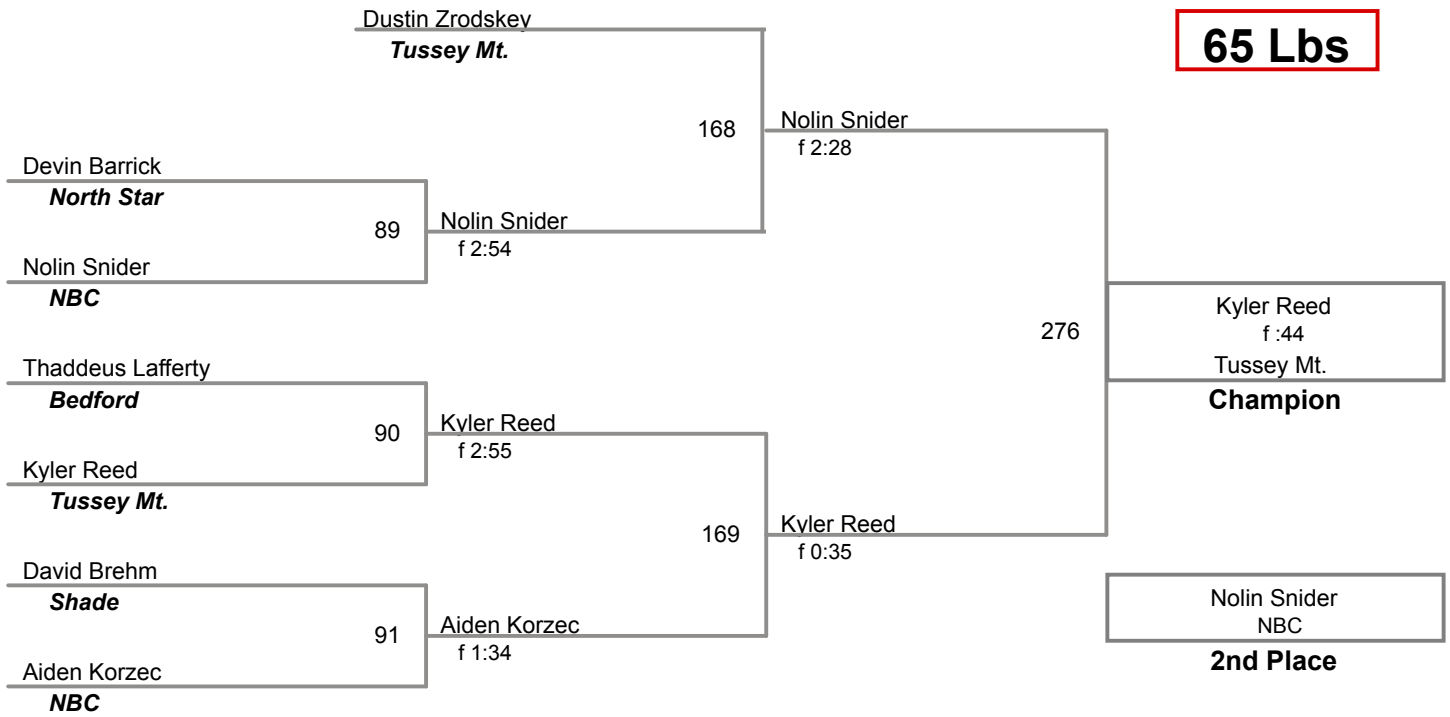 Dustin Zrodskey
Tussey Mt.
65 Lbs
168
Nolin Snider
f 2:28
Devin Barrick
North Star
89
Nolin Snider
f 2:54
Nolin Snider
NBC
276
Kyler Reed
f :44
Tussey Mt.
Champion
Thaddeus Lafferty
Bedford
90
Kyler Reed
f 2:55
Kyler Reed
Tussey Mt.
169
Kyler Reed
f 0:35
David Brehm
Shade
91
Aiden Korzec
f 1:34
Aiden Korzec
NBC
Nolin Snider
NBC
2nd Place